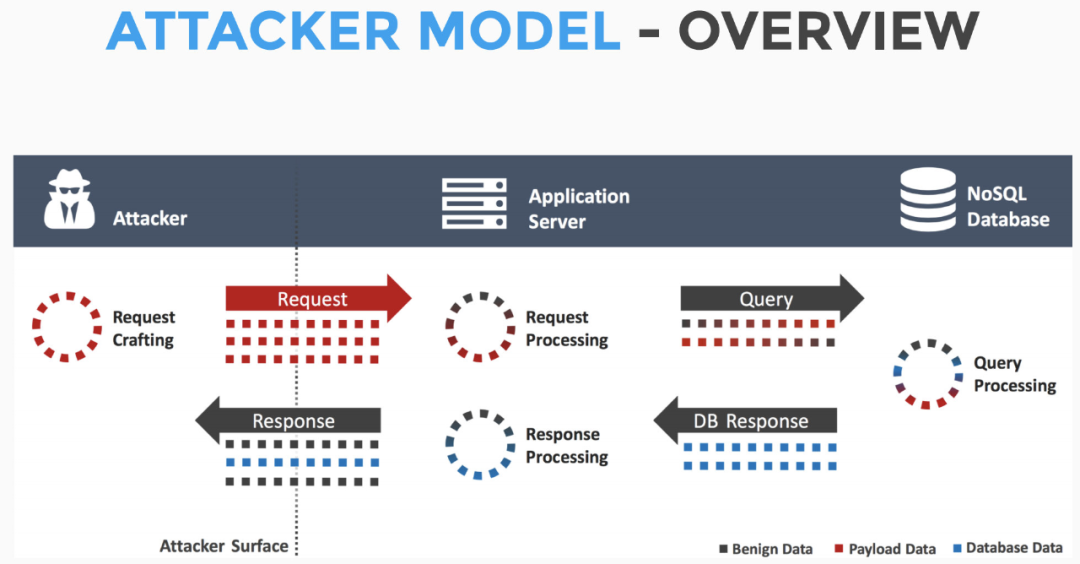 ATTACKER MODEL - OVERVIEW
Attacker
Application
Server
NoSQL
Database
Request
Crafting
Request
Request
Processing
Query
Query
Processing
Response
Response
Processing
DB Response
Attacker Surface
Benign Data
Payload Data
Database Data